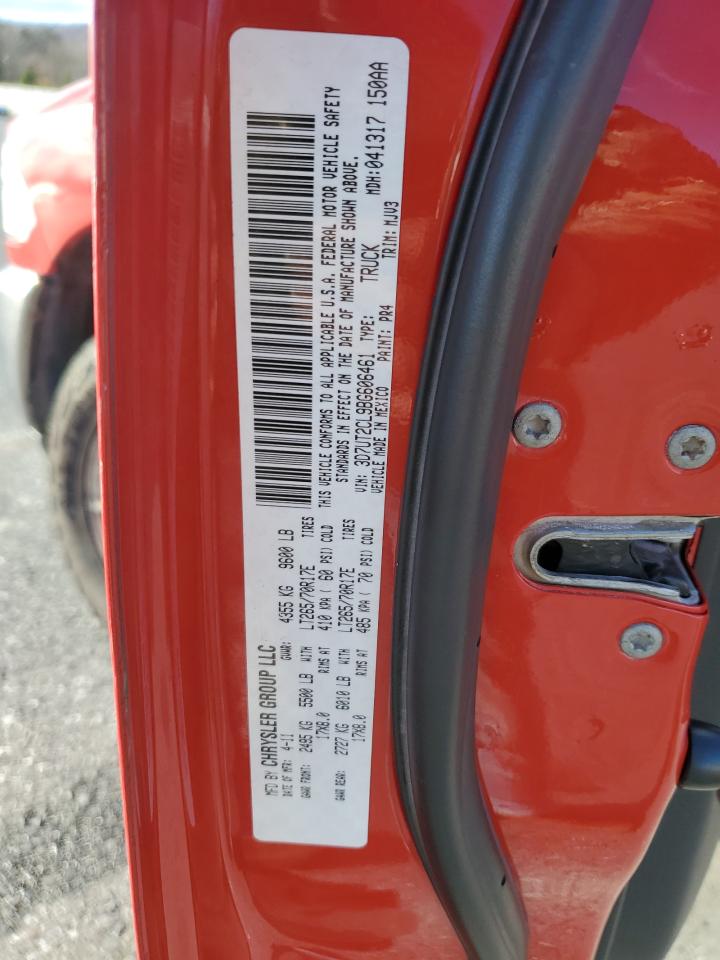 MFD BY CHRYSLER GROUP LLC
DATE OF MFR: 4-11 GVWR: 4355 KG 9600 LB
GAWR FRONT: 2495 KG 5500 LB WITH LT265/70R17E TIRES
17X8.0 RIMS AT 410 KPA ( 60 PSI) COLD
GAWR REAR: 2727 KG 6010 LB WITH LT265/70R17E TIRES
17X8.0 RIMS AT 485 KPA ( 70 PSI) COLD
THIS VEHICLE CONFORMS TO ALL APPLICABLE U.S.A. FEDERAL MOTOR VEHICLE SAFETY
STANDARDS IN EFFECT ON THE DATE OF MANUFACTURE SHOWN ABOVE.
VIN: 3D7UT2CL9BG606461 TYPE: TRUCK MDH:041317 150AA
VEHICLE MADE IN MEXICO PAINT: PR4 TRIM: MJV3